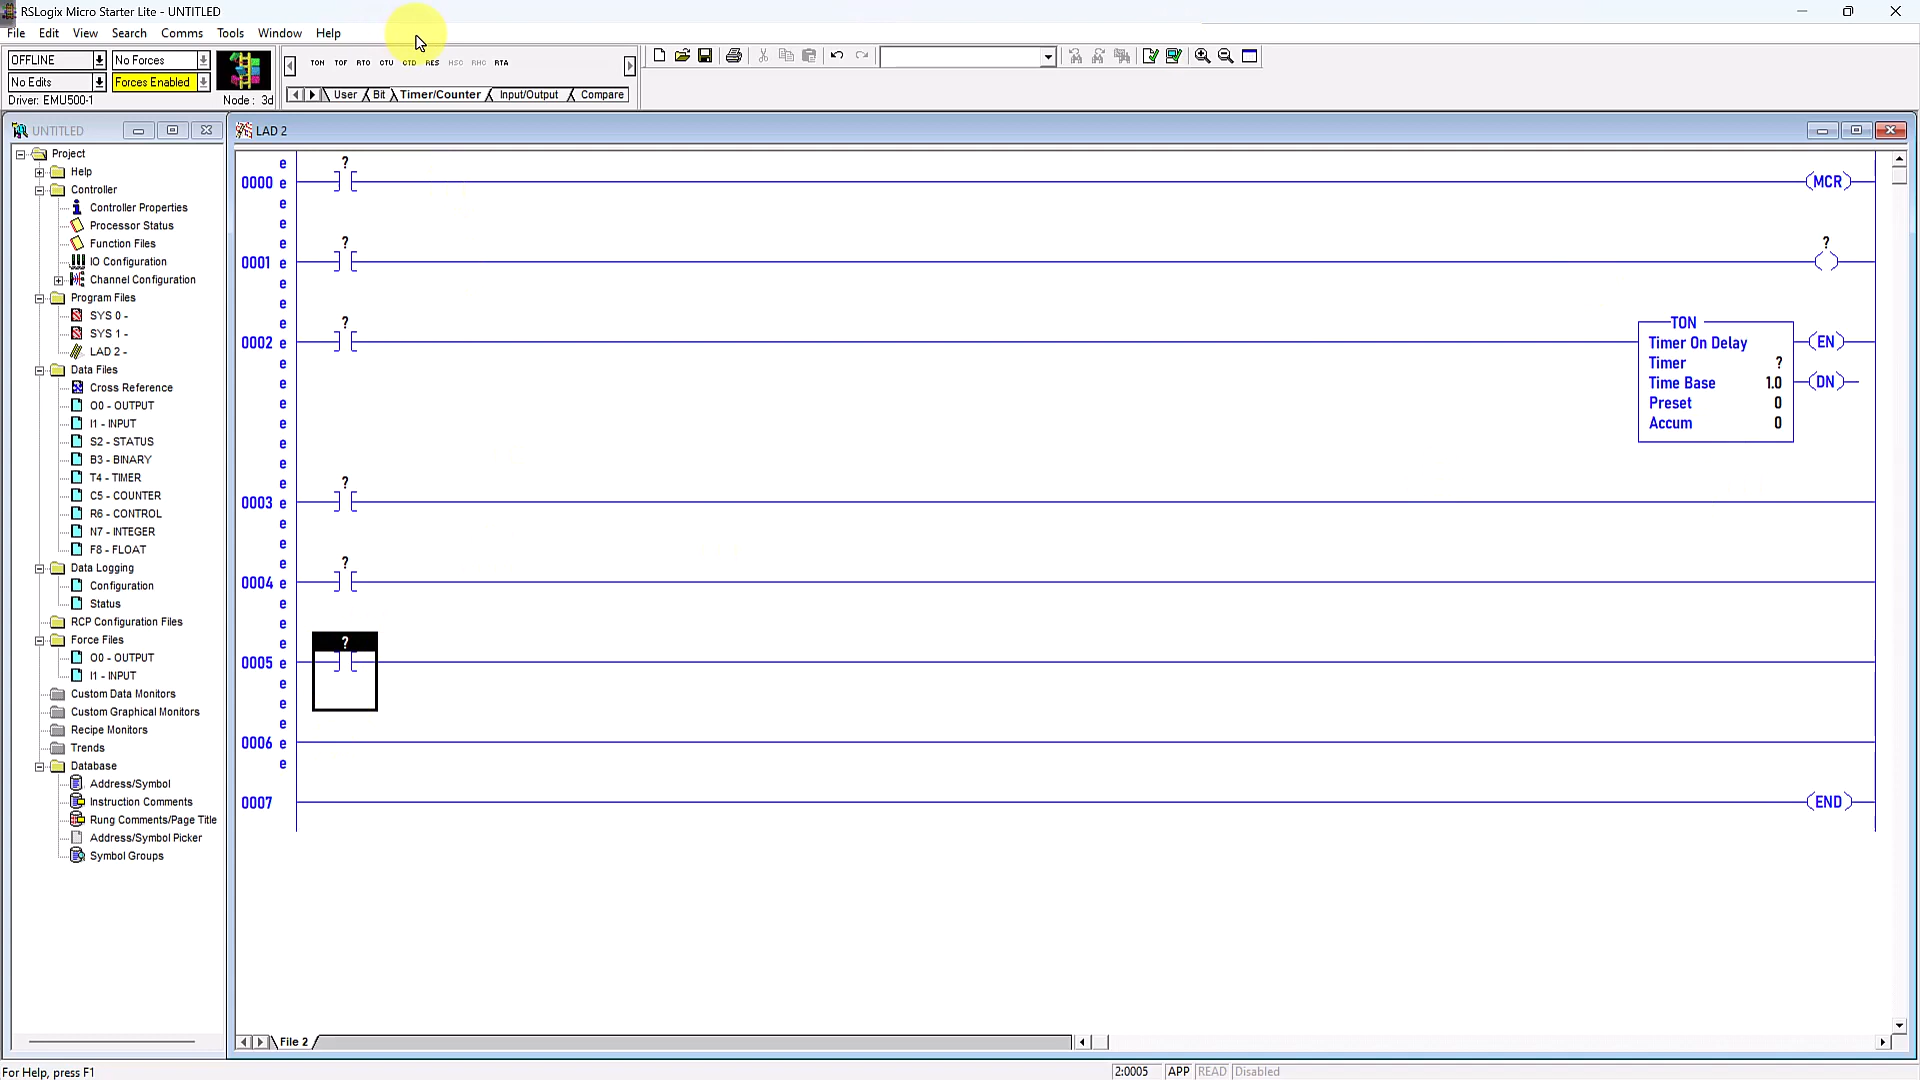 RSLogix Micro Starter Lite - UNTITLED
File Edit View Search Comms Tools Window Help
OFFLINE No Forces
No Edits Forces Enabled
Driver: EMU500-1 Node : 3d
TON TOF RTO CTU CTD RES HSC RHC RTA
User Bit Timer/Counter Input/Output Compare
UNTITLED
Project
Help
Controller
Controller Properties
Processor Status
Function Files
IO Configuration
Channel Configuration
Program Files
SYS 0 -
SYS 1 -
LAD 2 -
Data Files
Cross Reference
O0 - OUTPUT
I1 - INPUT
S2 - STATUS
B3 - BINARY
T4 - TIMER
C5 - COUNTER
R6 - CONTROL
N7 - INTEGER
F8 - FLOAT
Data Logging
Configuration
Status
RCP Configuration Files
Force Files
O0 - OUTPUT
I1 - INPUT
Custom Data Monitors
Custom Graphical Monitors
Recipe Monitors
Trends
Database
Address/Symbol
Instruction Comments
Rung Comments/Page Title
Address/Symbol Picker
Symbol Groups
LAD 2
e ?
0000 e MCR
e
e
e ? ?
0001 e
e
e
e ? TON
0002 e Timer On Delay EN
e Timer ?
e Time Base 1.0 DN
e Preset 0
e Accum 0
e
e
e ?
0003 e
e
e
e ?
0004 e
e
e
e ?
0005 e
e
e
e
0006 e
e
0007 END
File 2
For Help, press F1 2:0005 APP READ Disabled